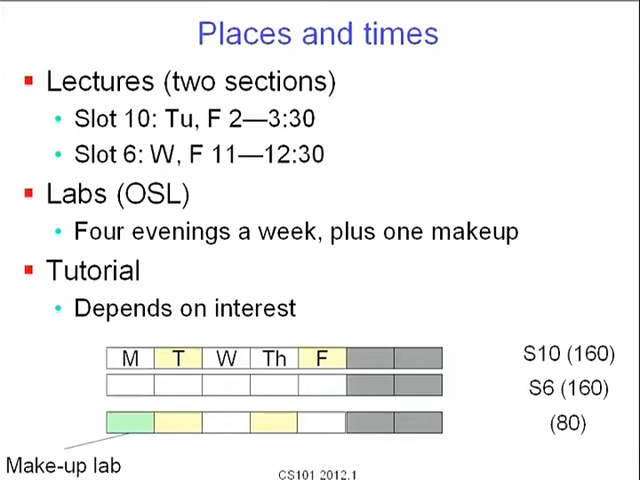 Places and times
Lectures (two sections)
Slot 10: Tu, F 2—3:30
Slot 6: W, F 11—12:30
Labs (OSL)
Four evenings a week, plus one makeup
Tutorial
Depends on interest
M T W Th F S10 (160)
S6 (160)
(80)
Make-up lab
CS101 2012.1